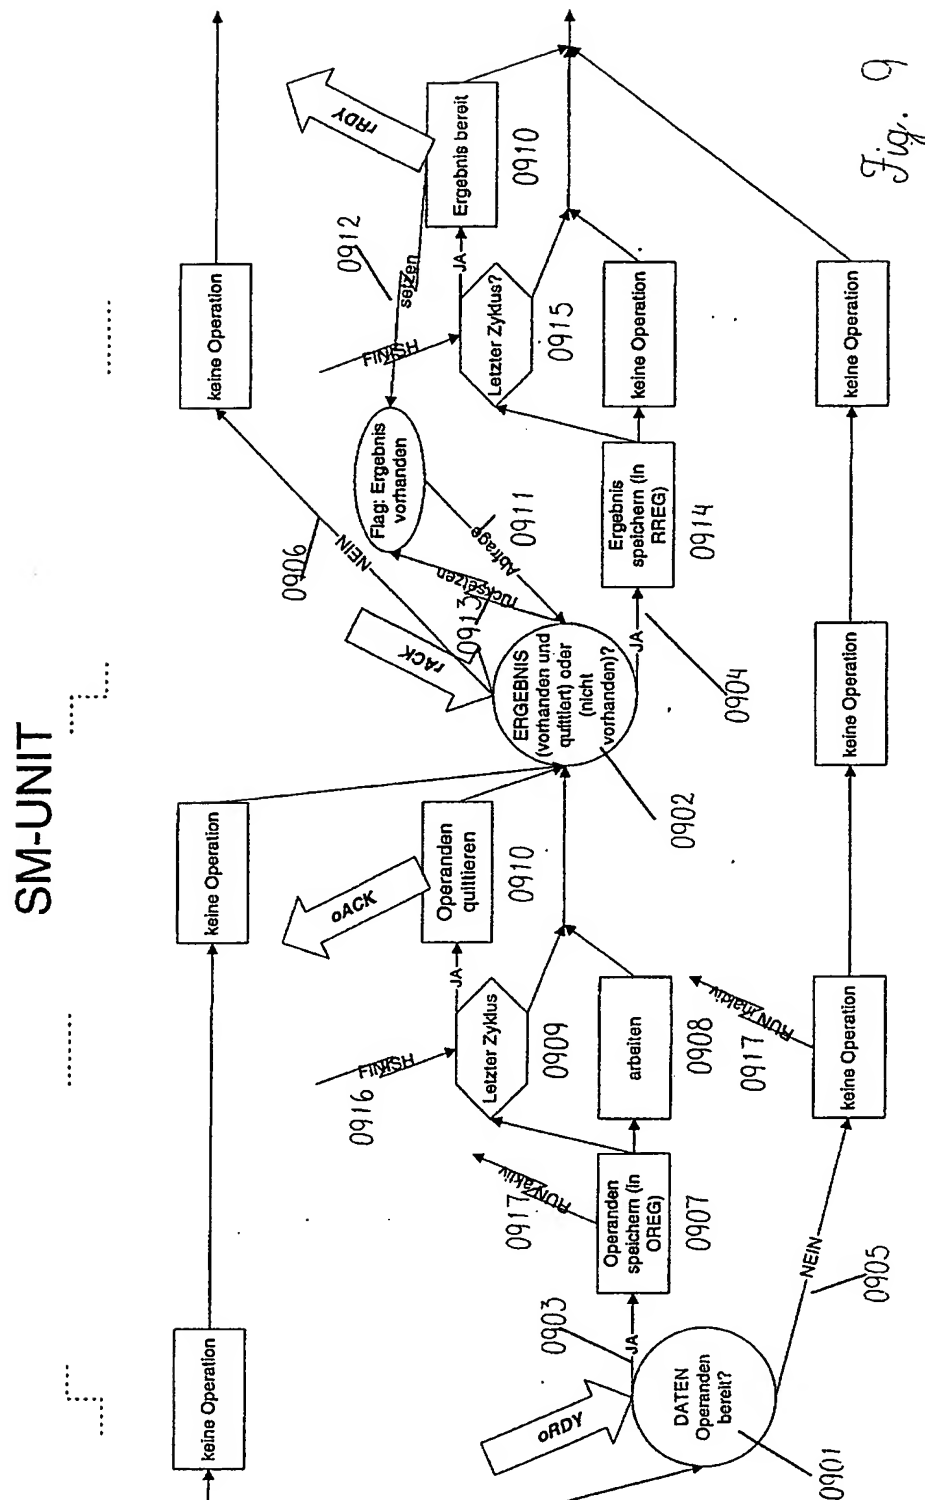 SM-UNIT
keine Operation
keine Operation
keine Operation
oRDY
DATEN
Operanden
bereit?
0901
JA
0903
NEIN
0905
Operanden
speichern (in
OREG)
0907
RUN aktiv
0917
FINISH
0916
Letzter Zyklus
0909
JA
arbeiten
0908
keine Operation
RUN inaktiv
0917
oACK
Operanden
quittieren
0910
rACK
ERGEBNIS
(vorhanden und
quittiert) oder
(nicht
vorhanden)?
0902
NEIN
0906
JA
0904
rücksetzen
0913
Abfrage
0911
Flag: Ergebnis
vorhanden
setzen
0912
keine Operation
Ergebnis
speichern (in
RREG)
0914
FINISH
Letzter Zyklus?
0915
JA
keine Operation
keine Operation
rRDY
Ergebnis bereit
0910
Fig. 9